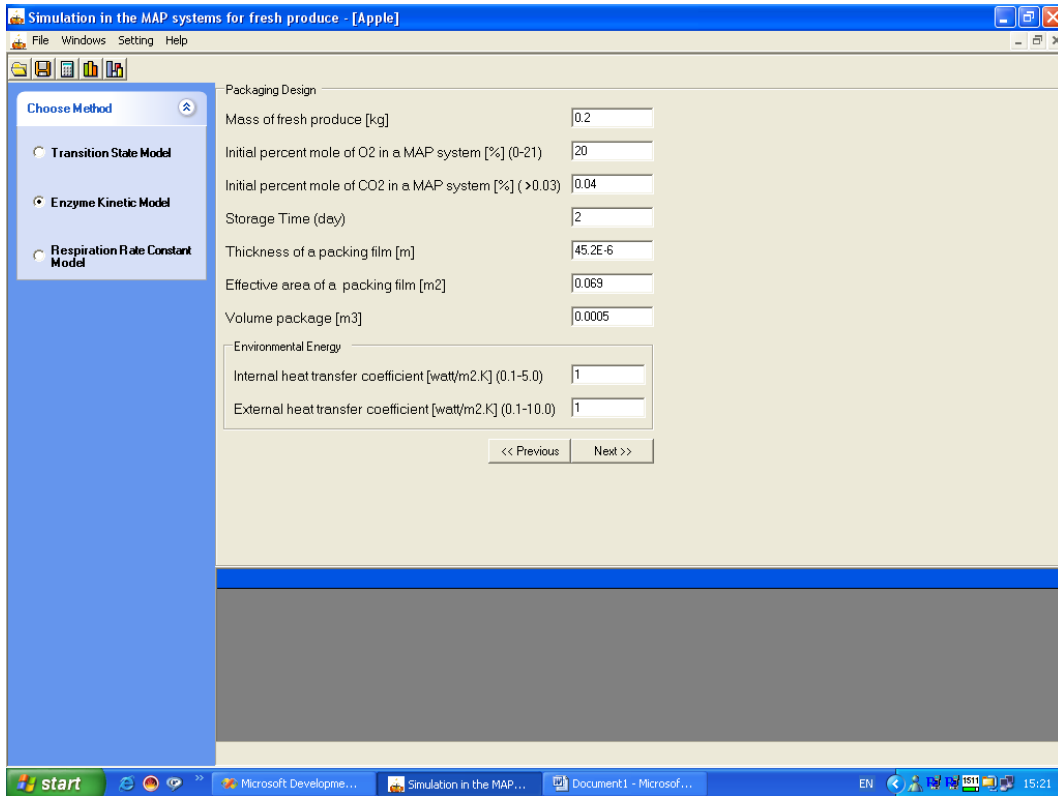 Simulation in the MAP systems for fresh produce - [Apple]
File Windows Setting Help
Choose Method
Transition State Model
Enzyme Kinetic Model
Respiration Rate Constant
Model
Packaging Design
Mass of fresh produce [kg] 0.2
Initial percent mole of O2 in a MAP system [%] (0-21) 20
Initial percent mole of CO2 in a MAP system [%] ( >0.03) 0.04
Storage Time (day) 2
Thickness of a packing film [m] 45.2E-6
Effective area of a packing film [m2] 0.069
Volume package [m3] 0.0005
Environmental Energy
Internal heat transfer coefficient [watt/m2.K] (0.1-5.0) 1
External heat transfer coefficient [watt/m2.K] (0.1-10.0) 1
<< Previous Next >>
start Microsoft Developme... Simulation in the MAP... Document1 - Microsof... EN 1511 15:21